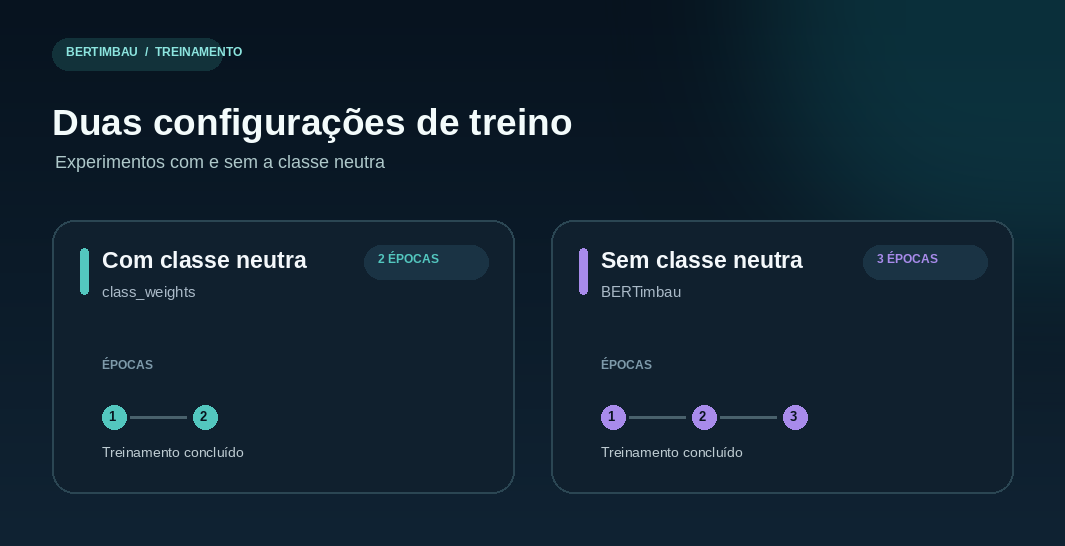 BERTIMBAU / TREINAMENTO
Duas configurações de treino
Experimentos com e sem a classe neutra
Com classe neutra
2 ÉPOCAS
class_weights
ÉPOCAS
1 2
Treinamento concluído
Sem classe neutra
3 ÉPOCAS
BERTimbau
ÉPOCAS
1 2 3
Treinamento concluído